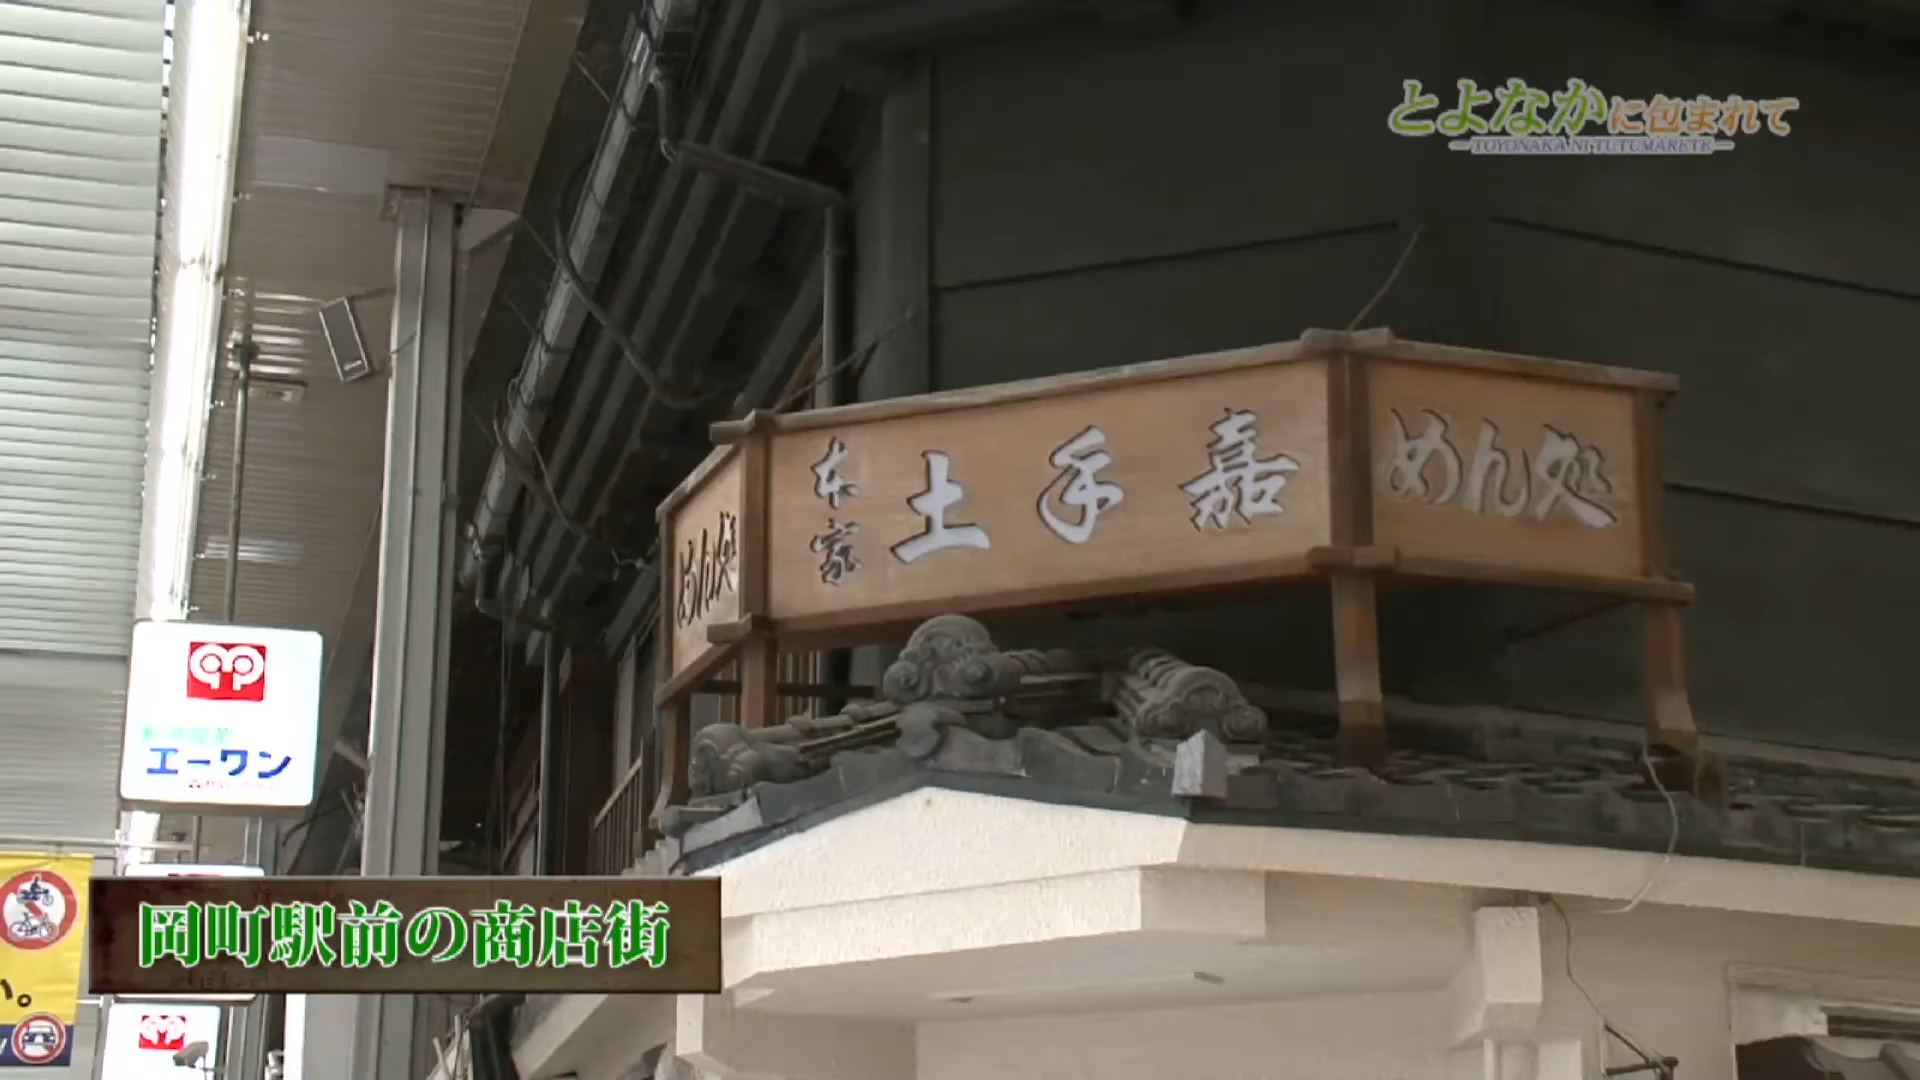 とよなかに包まれて
TOYONAKA NI TUTUMARETE
めん処
本家 土手嘉
めん処
エーワン
岡町駅前の商店街
い。